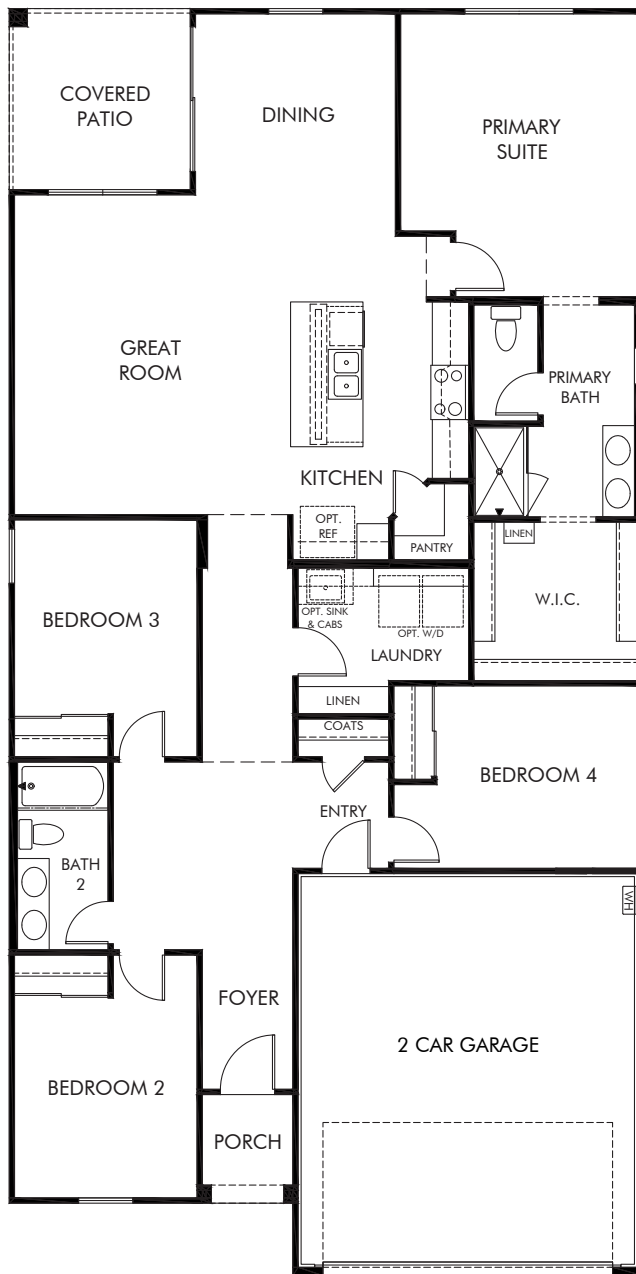 COVERED
PATIO
DINING
PRIMARY
SUITE
GREAT
ROOM
PRIMARY
BATH
KITCHEN
OPT.
REF
PANTRY
LINEN
W.I.C.
BEDROOM 3
OPT. SINK
& CABS
OPT. W/D
LAUNDRY
LINEN
COATS
BEDROOM 4
ENTRY
BATH
2
WH
FOYER
2 CAR GARAGE
BEDROOM 2
PORCH